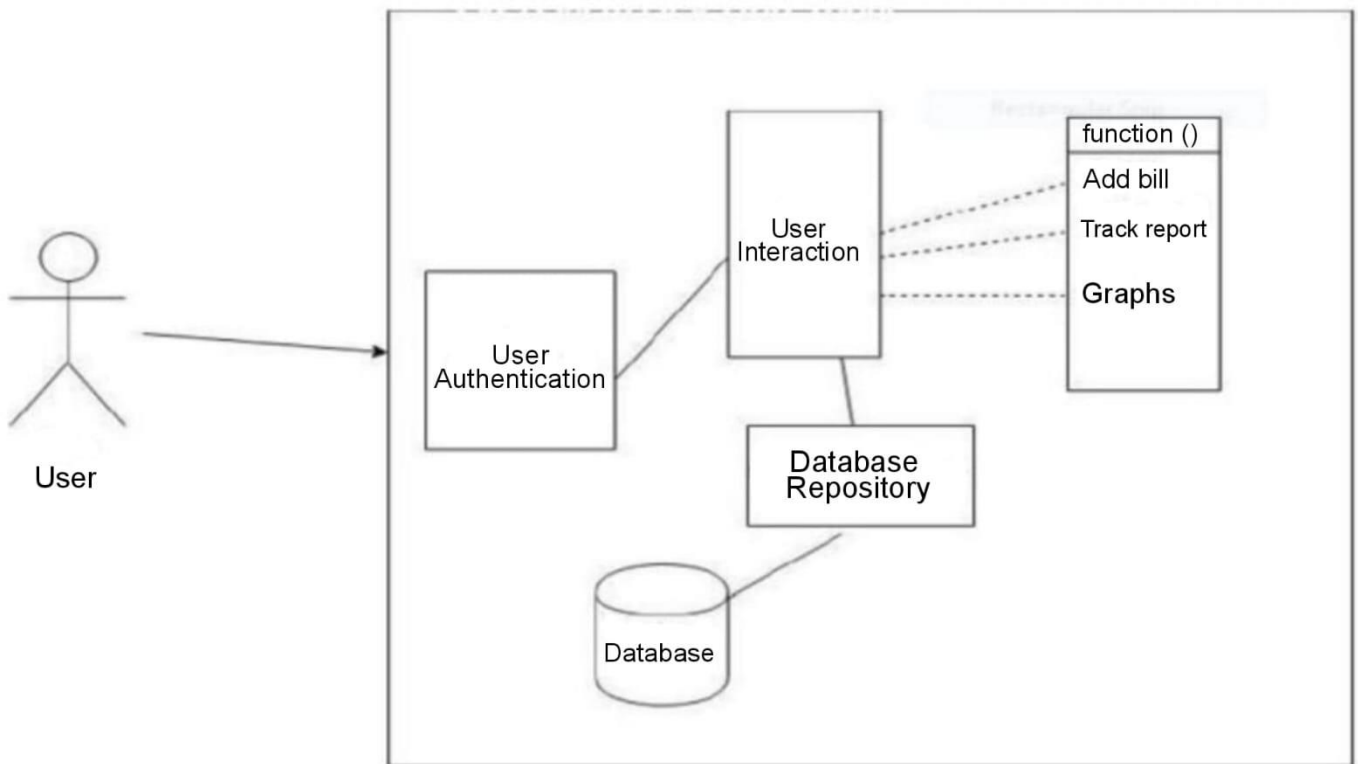 function ()
Add bill
Track report
Graphs
User
Interaction
User
Authentication
User
Database
Repository
Database